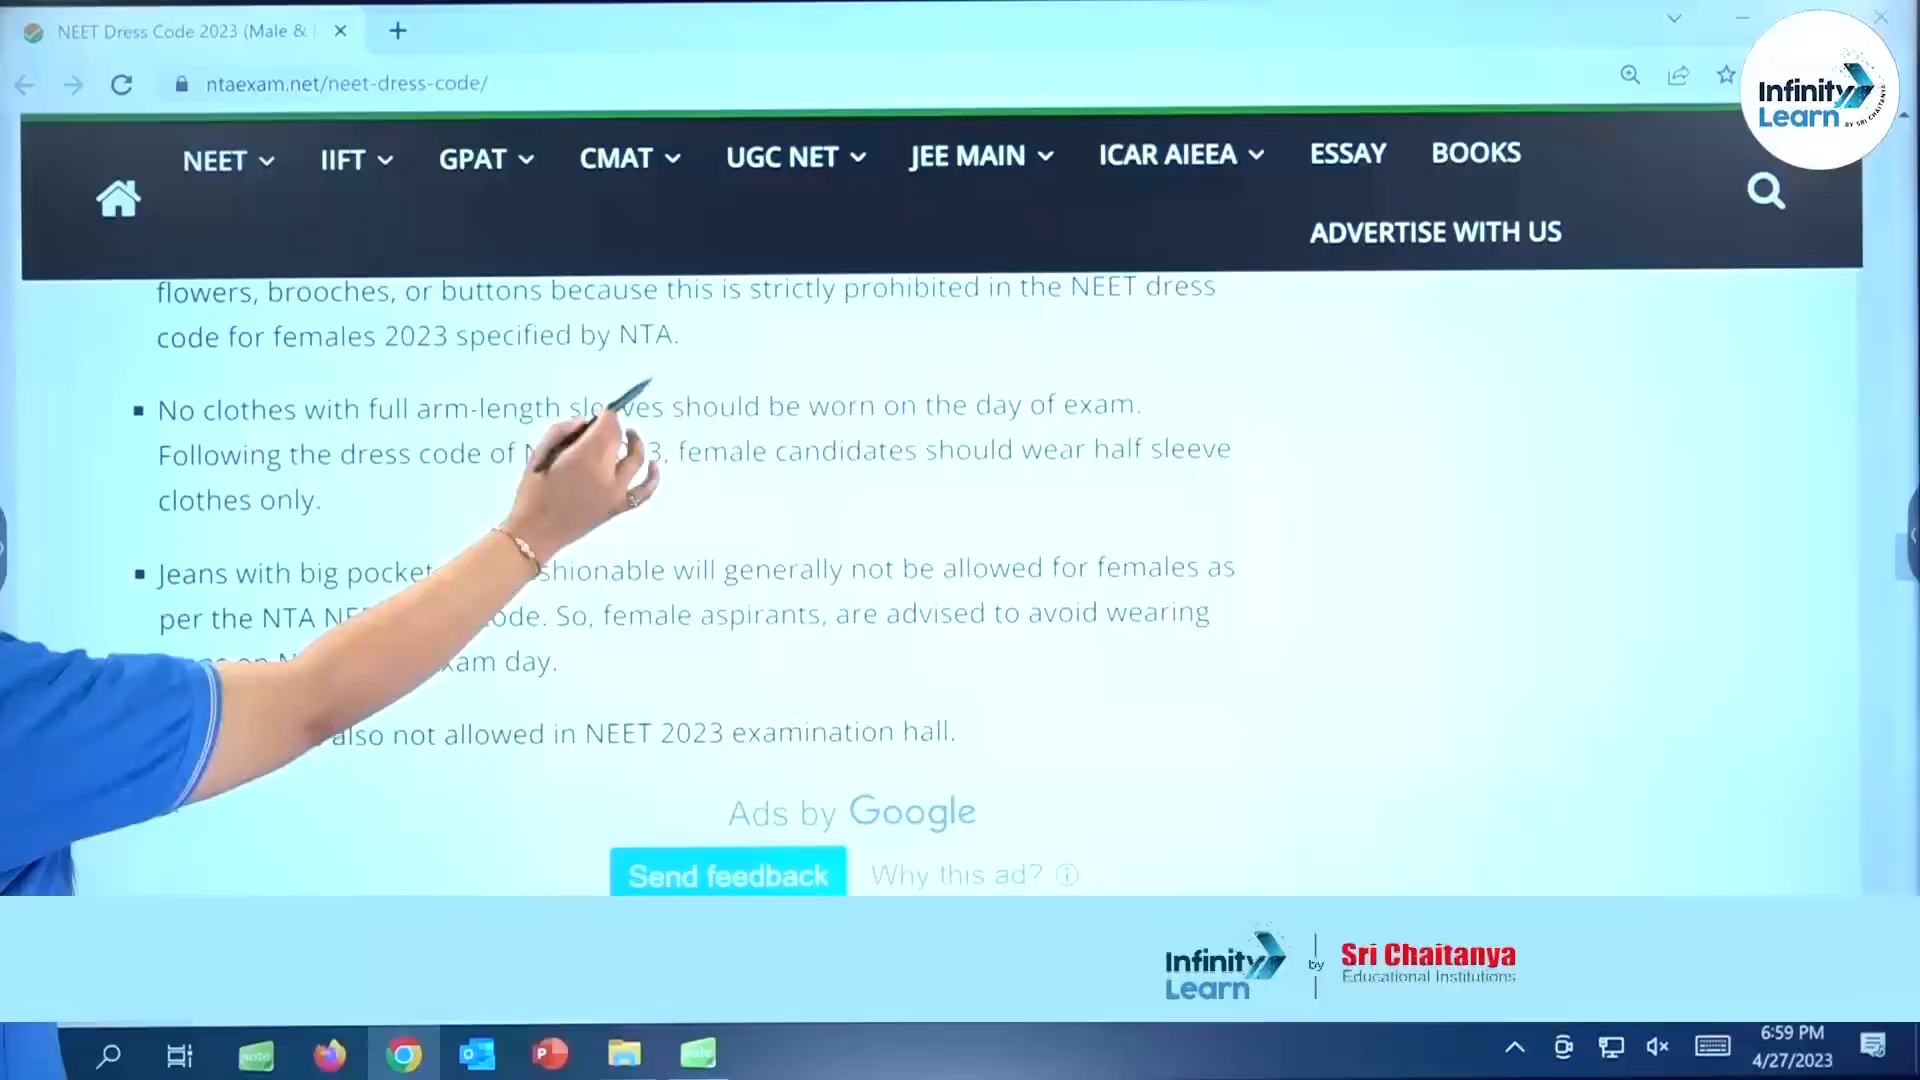 NEET Dress Code 2023 (Male &
ntaexam.net/neet-dress-code/
Infinity
Learn
BY SRI CHAITANYA
NEET IIFT GPAT CMAT UGC NET JEE MAIN ICAR AIEEA ESSAY BOOKS
ADVERTISE WITH US
flowers, brooches, or buttons because this is strictly prohibited in the NEET dress
code for females 2023 specified by NTA.
No clothes with full arm-length should be worn on the day of exam.
Following the dress code of female candidates should wear half sleeve
clothes only.
Jeans with big will generally not be allowed for females as
per the NTA So, female aspirants, are advised to avoid wearing
day.
also not allowed in NEET 2023 examination hall.
Ads by Google
Send feedback Why this ad?
Infinity
Learn
by
Sri Chaitanya
Educational Institutions
6:59 PM
4/27/2023